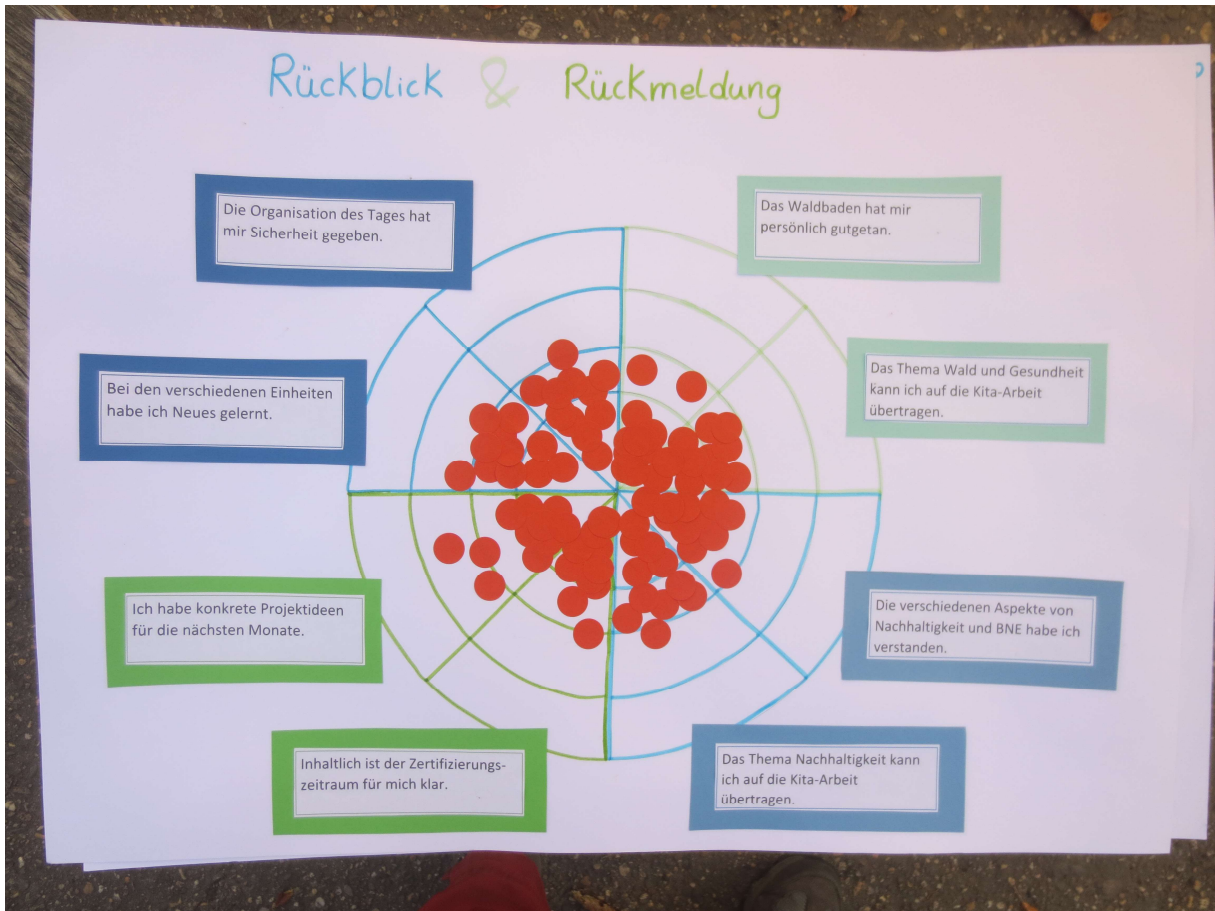 Rückblick & Rückmeldung
Die Organisation des Tages hat
mir Sicherheit gegeben.
Das Waldbaden hat mir
persönlich gutgetan.
Bei den verschiedenen Einheiten
habe ich Neues gelernt.
Das Thema Wald und Gesundheit
kann ich auf die Kita-Arbeit
übertragen.
Ich habe konkrete Projektideen
für die nächsten Monate.
Die verschiedenen Aspekte von
Nachhaltigkeit und BNE habe ich
verstanden.
Inhaltlich ist der Zertifizierungs-
zeitraum für mich klar.
Das Thema Nachhaltigkeit kann
ich auf die Kita-Arbeit
übertragen.